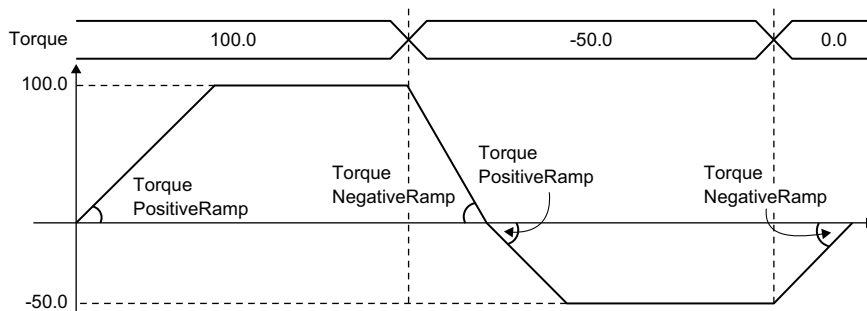 Torque
100.0
-50.0
0.0
100.0
Torque
PositiveRamp
Torque
NegativeRamp
Torque
PositiveRamp
Torque
NegativeRamp
-50.0